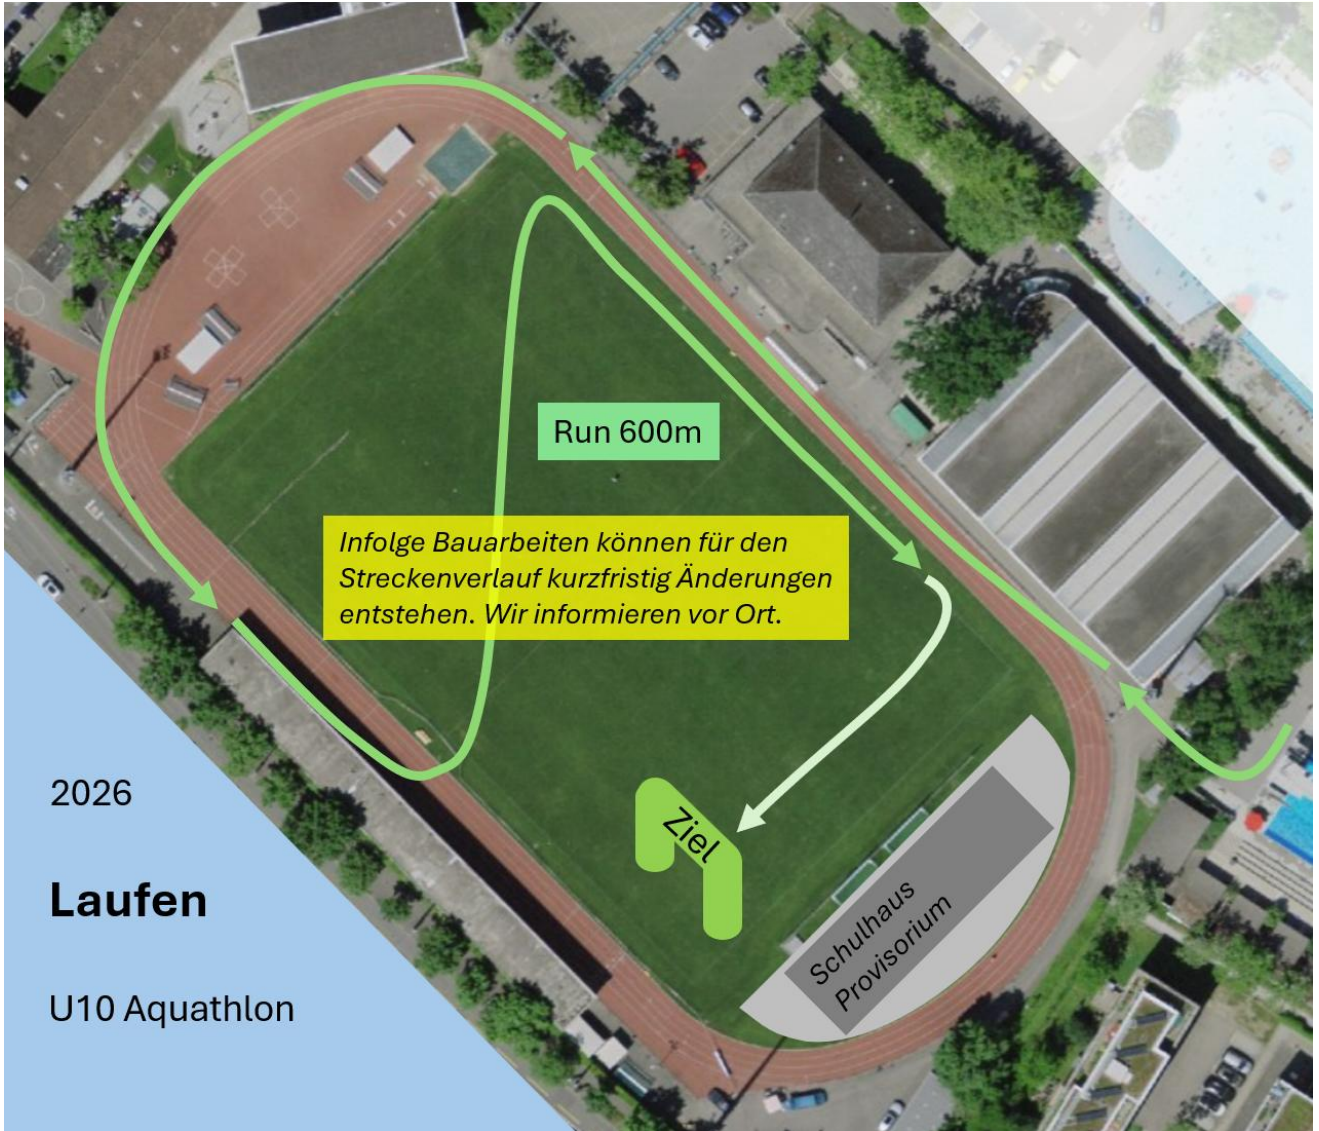 Run 600m
Infolge Bauarbeiten können für den
Streckenverlauf kurzfristig Änderungen
entstehen. Wir informieren vor Ort.
2026
Laufen
U10 Aquathlon
Ziel
Schulhaus
Provisorium